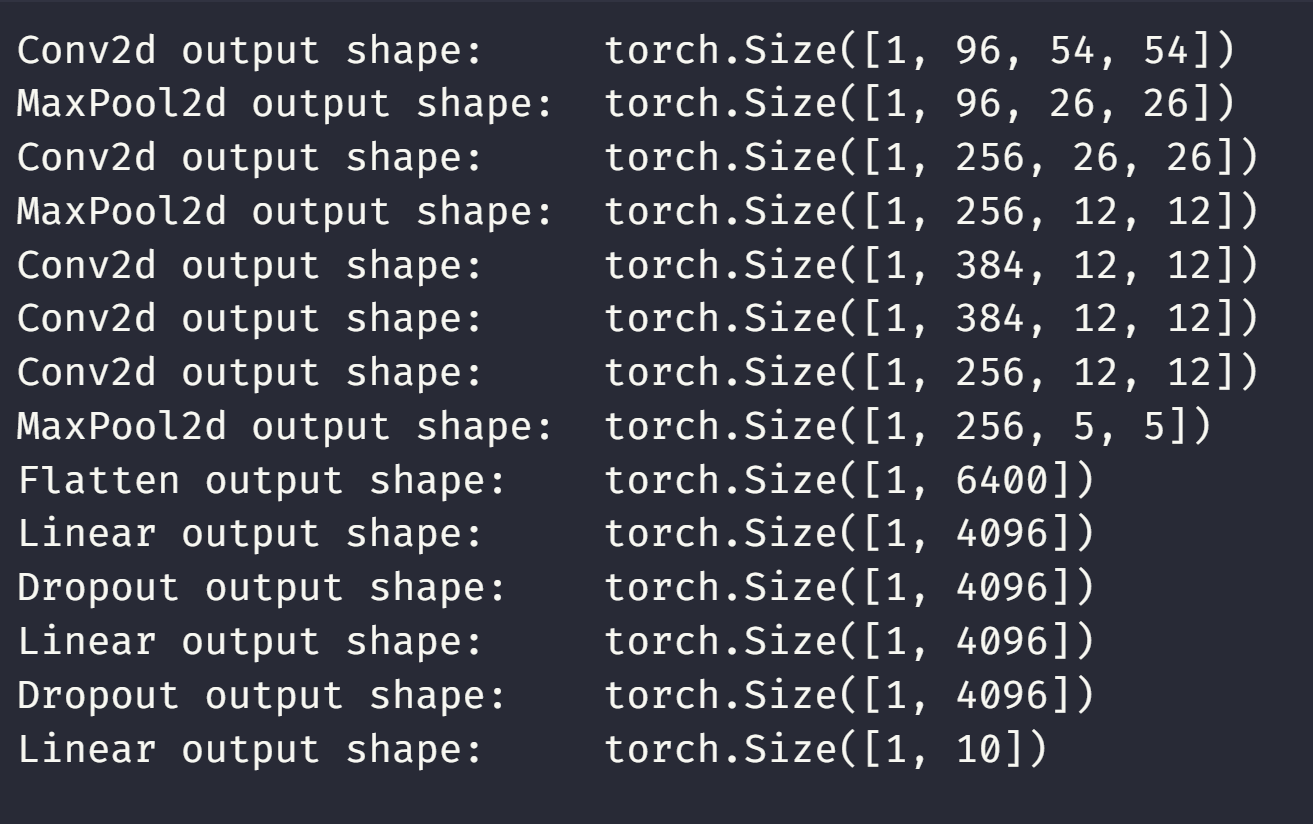 Conv2d output shape:     torch.Size([1, 96, 54, 54])
MaxPool2d output shape:  torch.Size([1, 96, 26, 26])
Conv2d output shape:     torch.Size([1, 256, 26, 26])
MaxPool2d output shape:  torch.Size([1, 256, 12, 12])
Conv2d output shape:     torch.Size([1, 384, 12, 12])
Conv2d output shape:     torch.Size([1, 384, 12, 12])
Conv2d output shape:     torch.Size([1, 256, 12, 12])
MaxPool2d output shape:  torch.Size([1, 256, 5, 5])
Flatten output shape:    torch.Size([1, 6400])
Linear output shape:     torch.Size([1, 4096])
Dropout output shape:    torch.Size([1, 4096])
Linear output shape:     torch.Size([1, 4096])
Dropout output shape:    torch.Size([1, 4096])
Linear output shape:     torch.Size([1, 10])